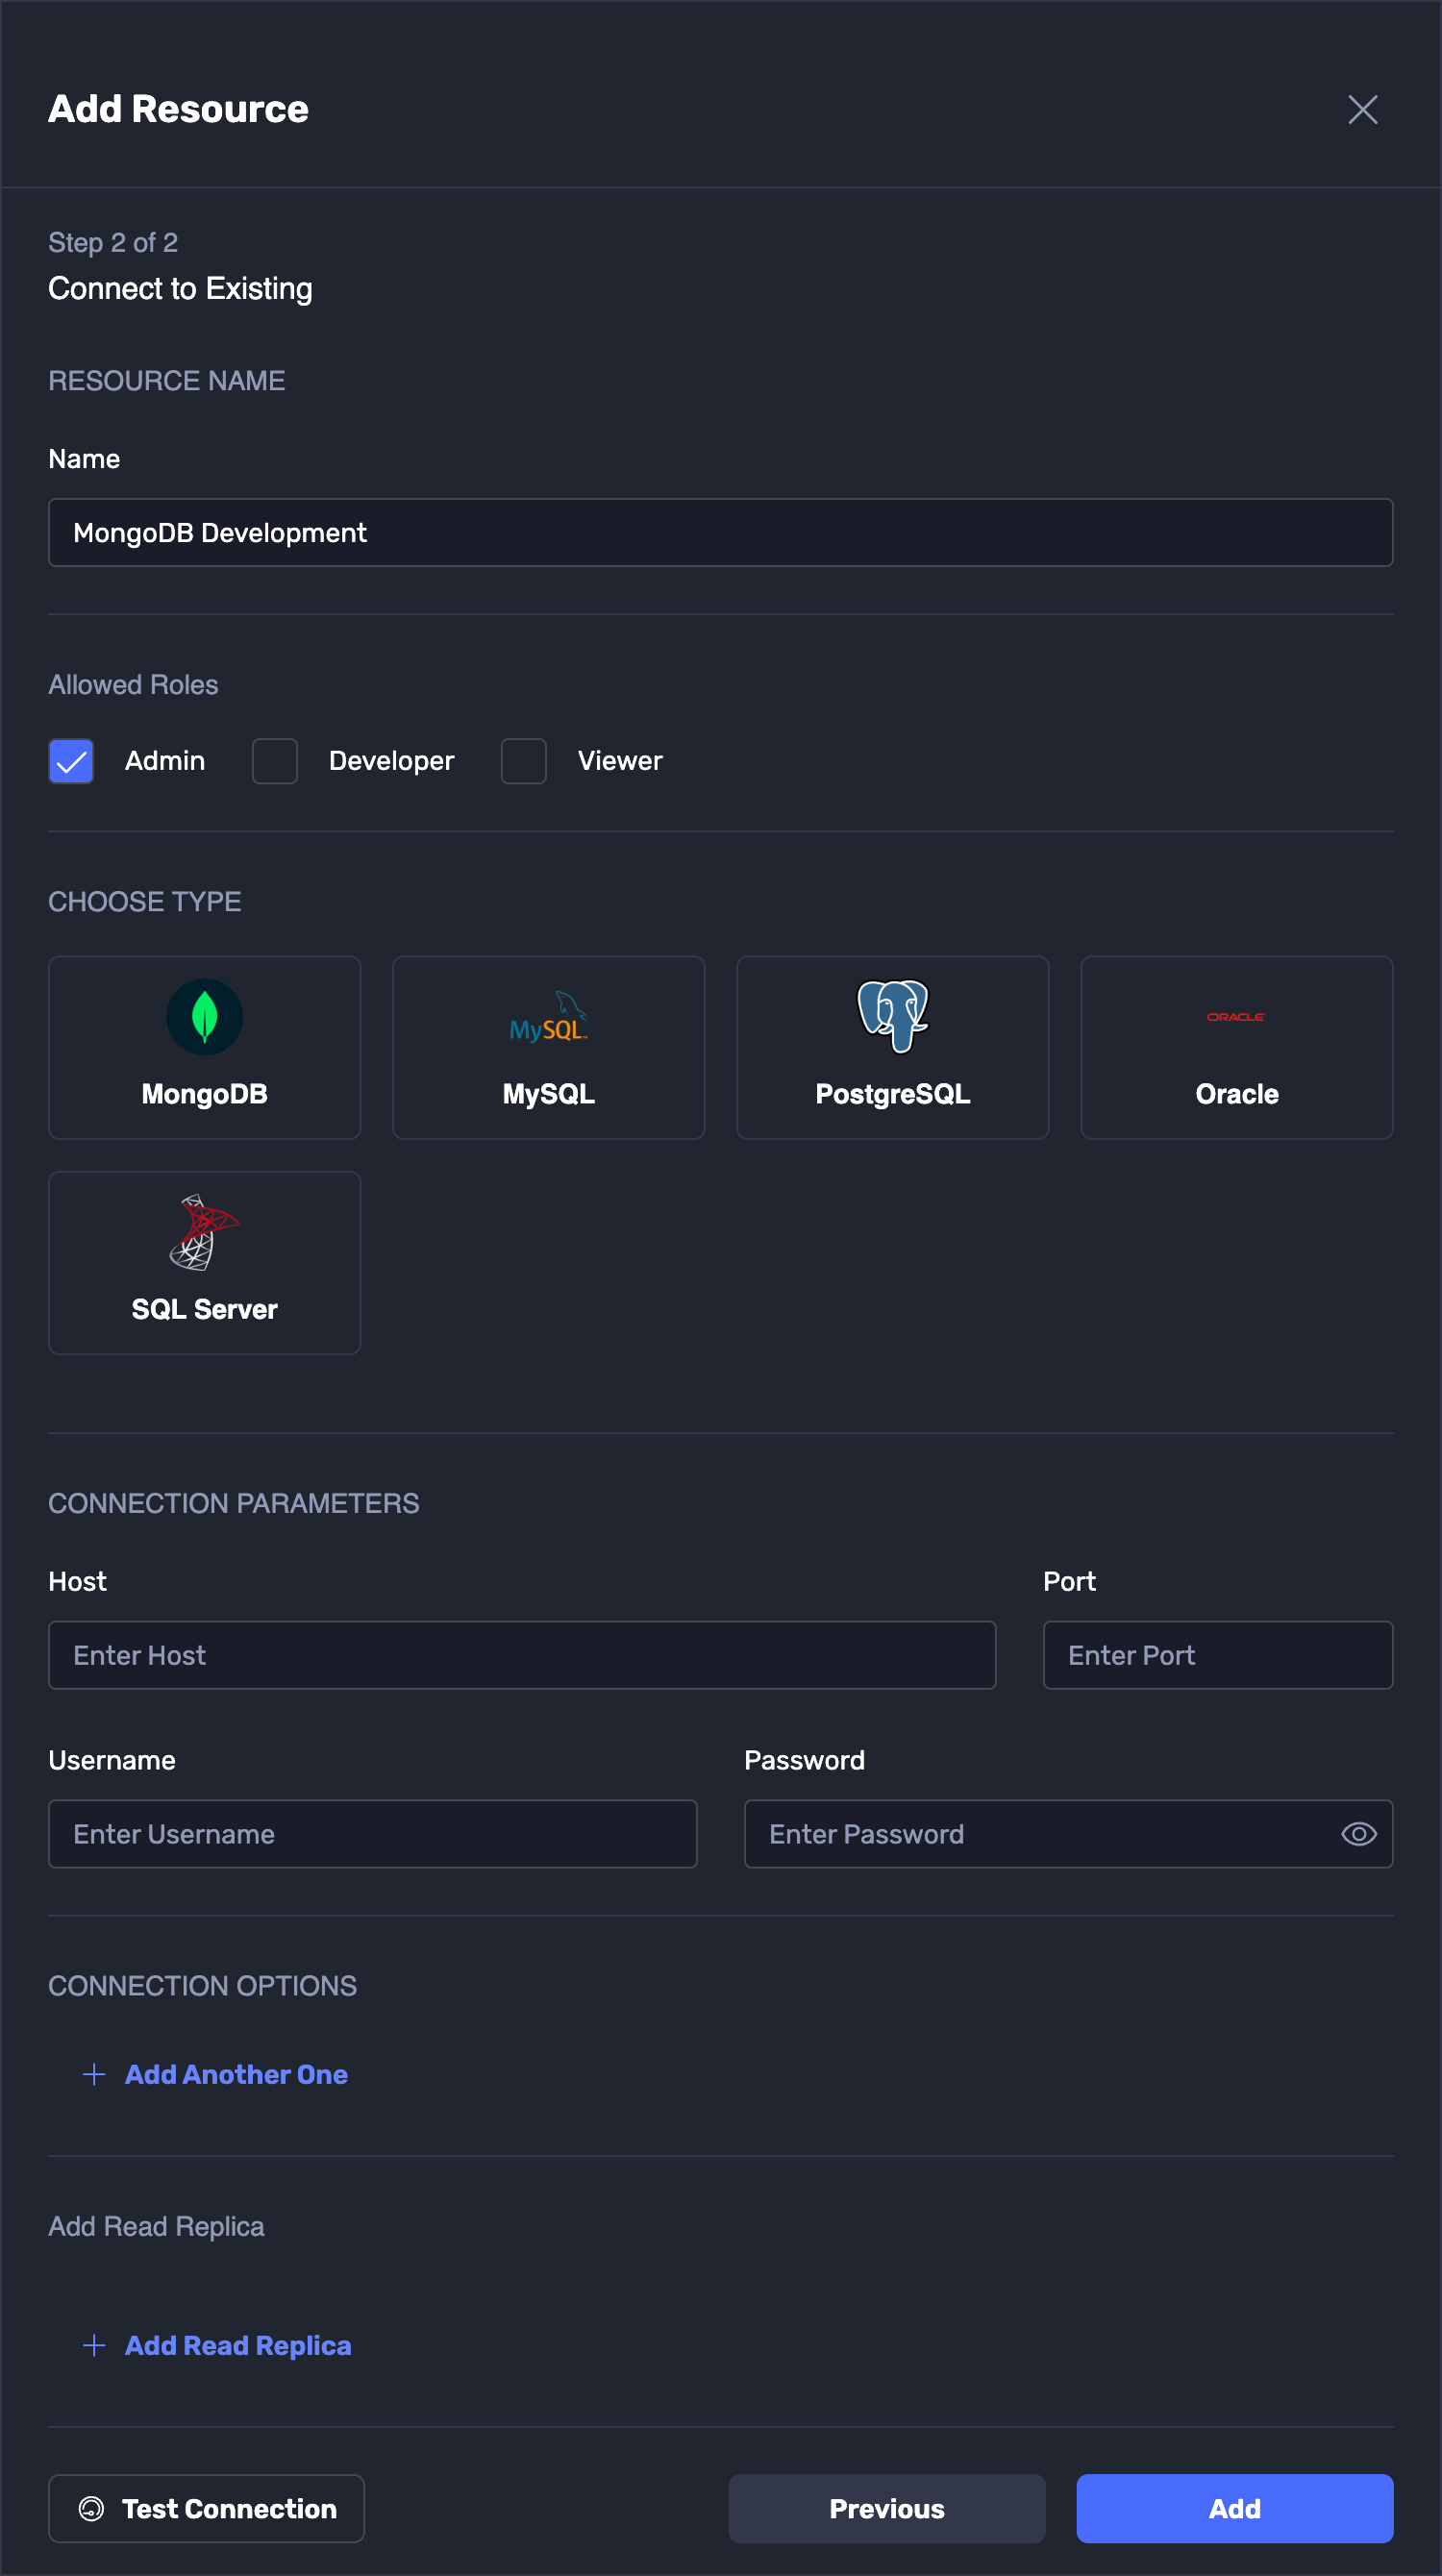 Add Resource
Step 2 of 2
Connect to Existing
RESOURCE NAME
Name
MongoDB Development
Allowed Roles
Admin Developer Viewer
CHOOSE TYPE
MySQL ORACLE
MongoDB MySQL PostgreSQL Oracle
SQL Server
CONNECTION PARAMETERS
Host Port
Enter Host Enter Port
Username Password
Enter Username Enter Password
CONNECTION OPTIONS
Add Another One
Add Read Replica
Add Read Replica
Test Connection Previous Add